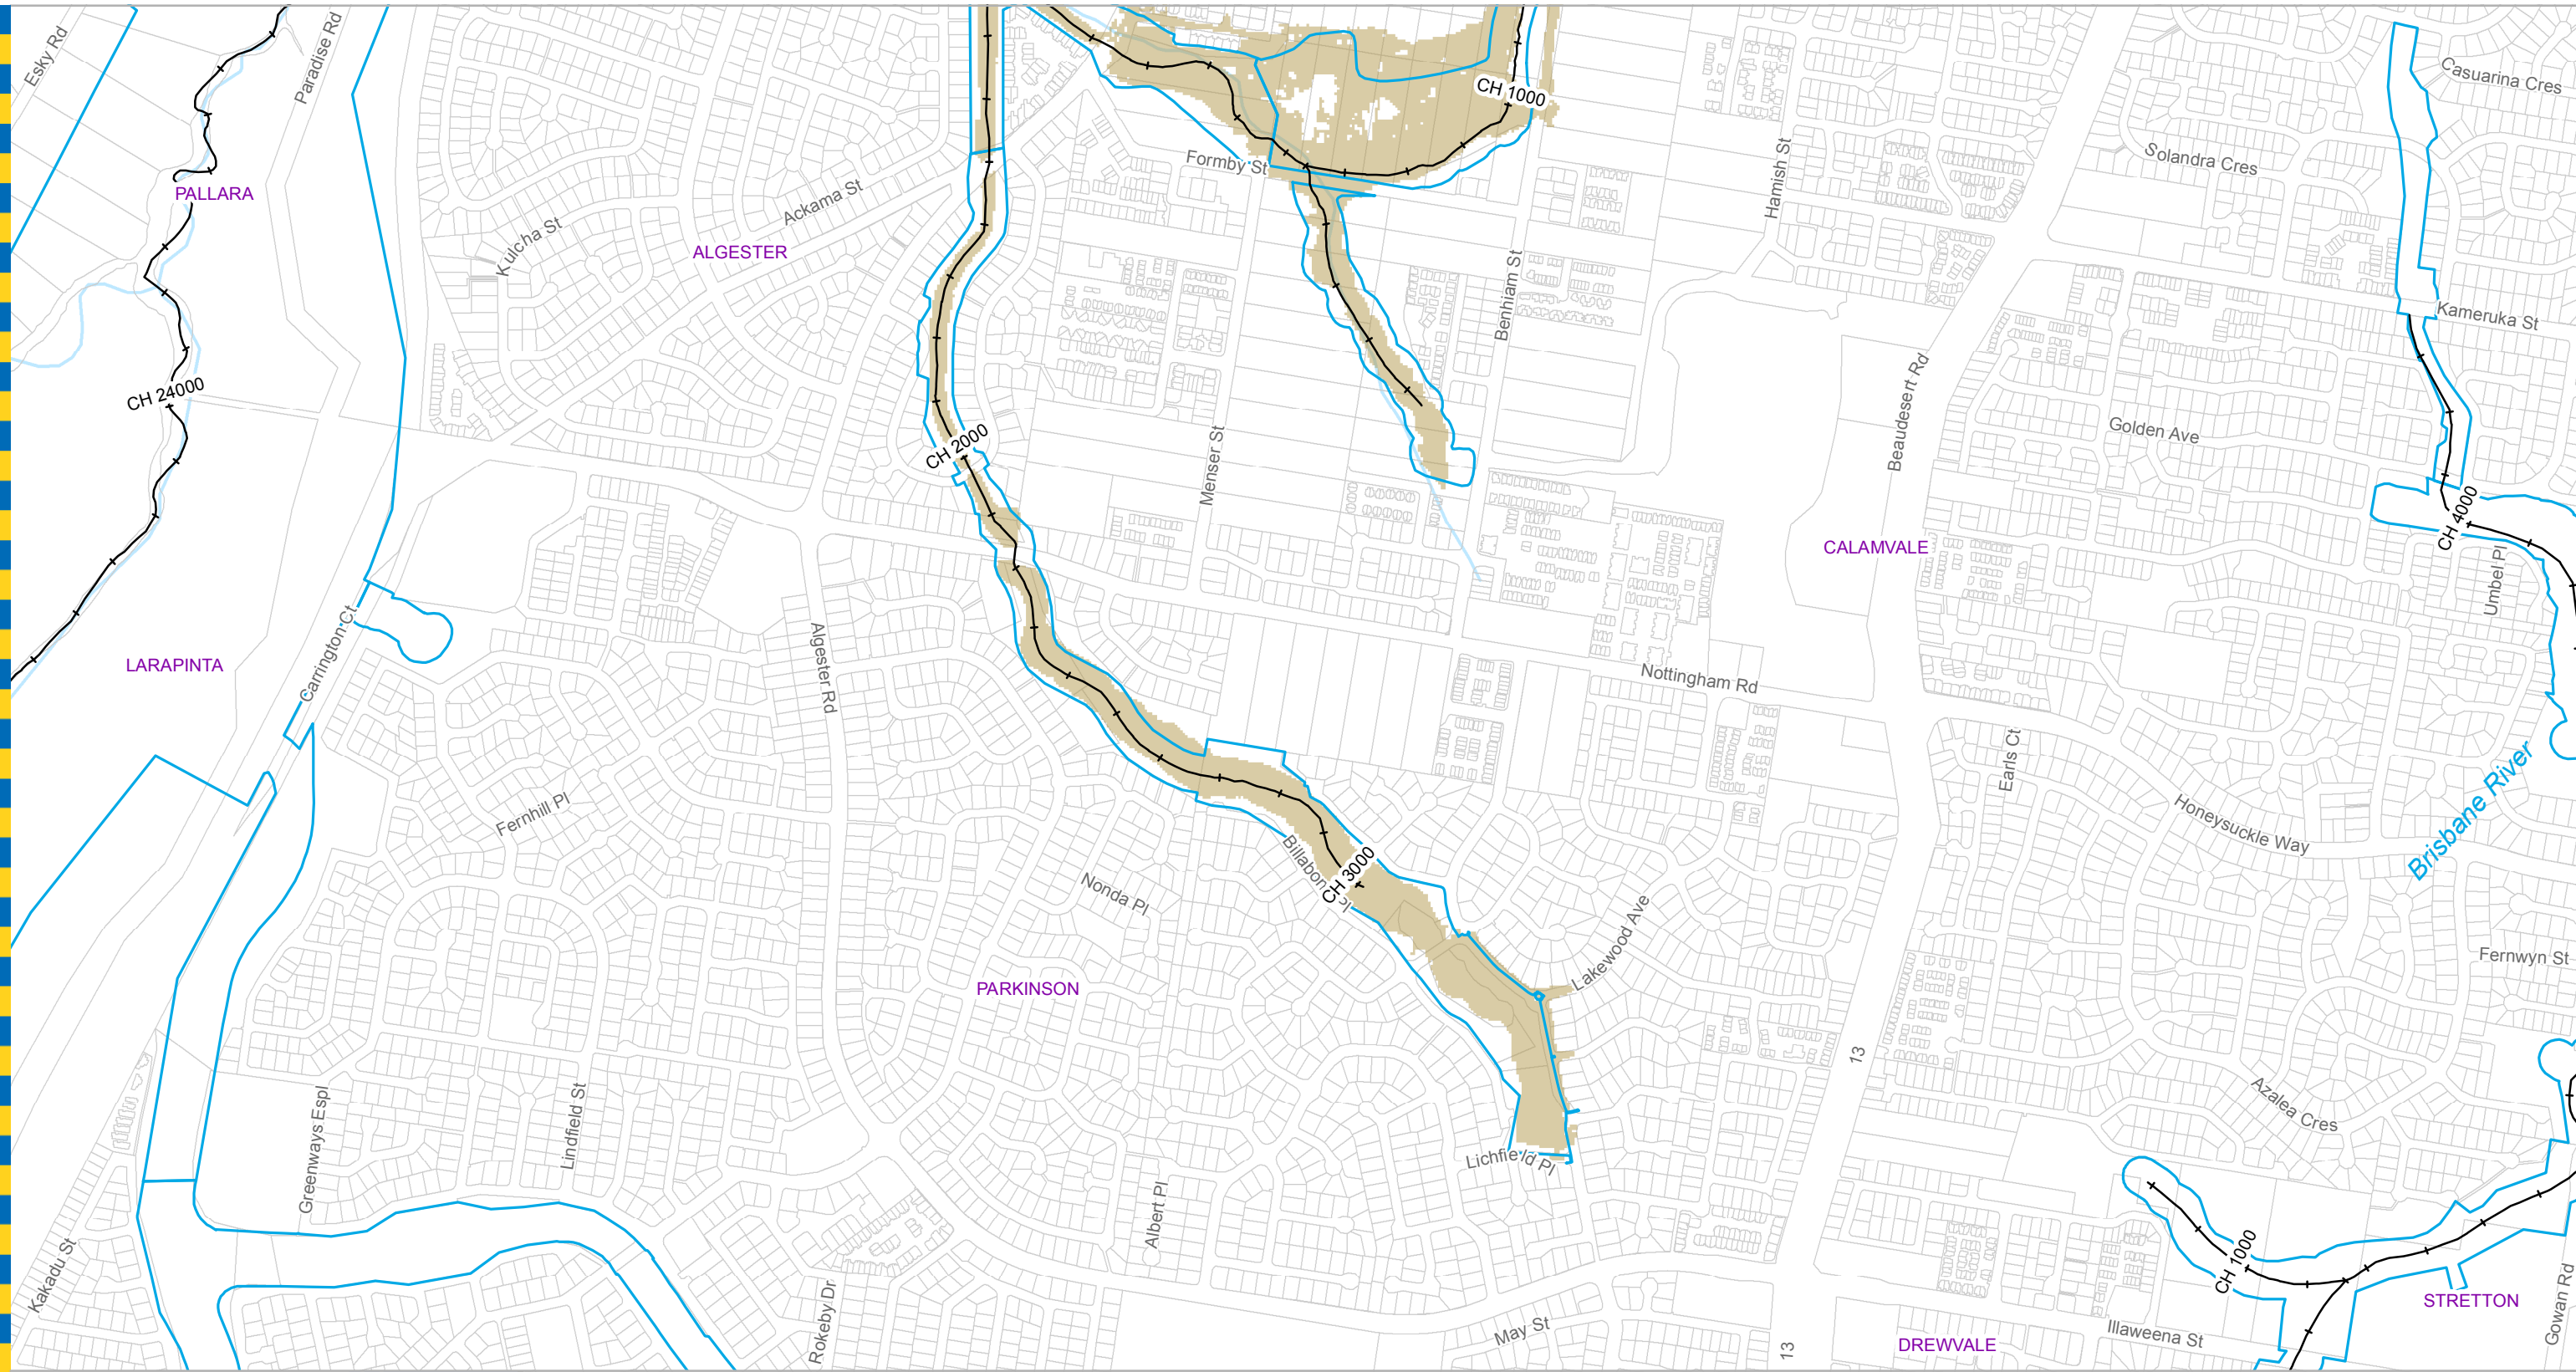 Esky Rd
Paradise Rd
Casuarina Cres
CH 1000
Solandra Cres
Formby St
Hamish St
PALLARA
Ackama St
Kulcha St
ALGESTER
Benhiam St
Kameruka St
CH 24000
Beaudesert Rd
Golden Ave
CH 2000
Menser St
CH 4000
CALAMVALE
Umbel Pl
Carrington Ct
LARAPINTA
Algester Rd
Nottingham Rd
Earls Ct
Brisbane River
Fernhill Pl
Honeysuckle Way
Billabong Pl
CH 3000
Nonda Pl
Lakewood Ave
Fernwyn St
PARKINSON
13
Azalea Cres
Greenways Espl
Lindfield St
Lichfield Pl
Albert Pl
Kakadu St
CH 1000
Rokeby Dr
STRETTON
Gowan Rd
May St
13
DREWVALE
Illaweena St